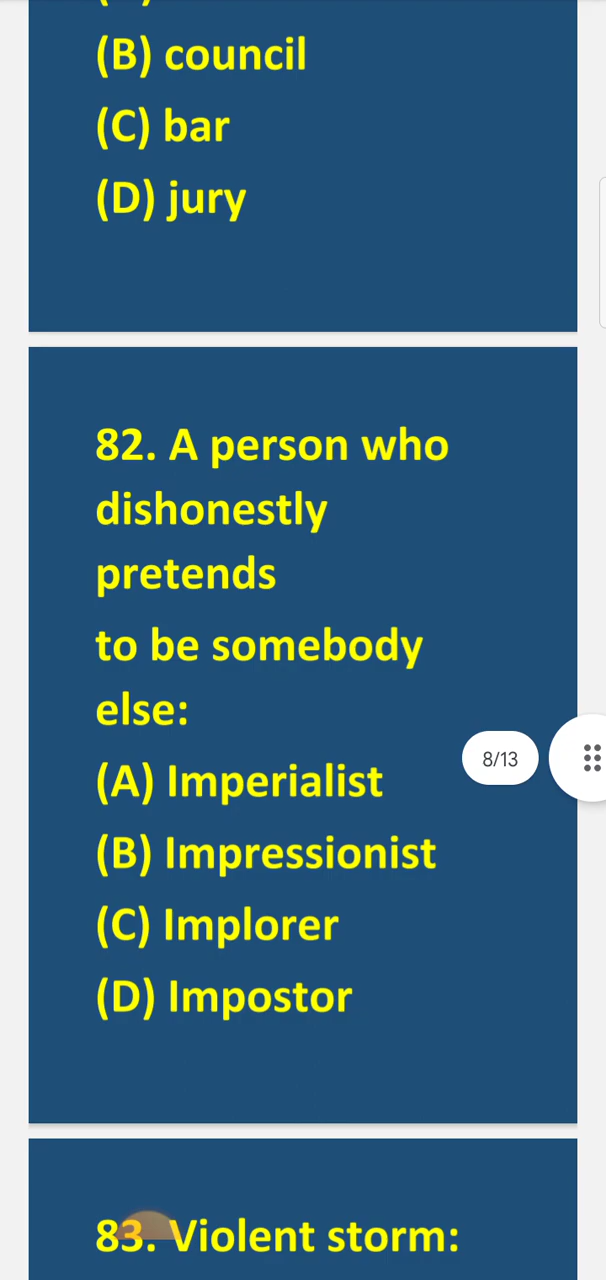 (B) council
(C) bar
(D) jury
82. A person who
dishonestly
pretends
to be somebody
else:
(A) Imperialist
8/13
(B) Impressionist
(C) Implorer
(D) Impostor
83. Violent storm: